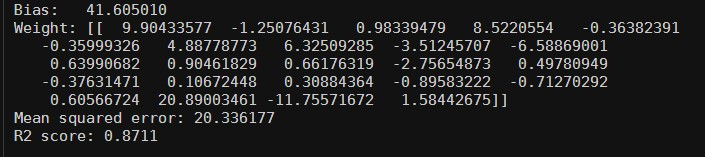 Bias:   41.605010
Weight: [[  9.90433577  -1.25076431   0.98339479   8.5220554   -0.36382391
   -0.35999326   4.88778773   6.32509285  -3.51245707  -6.58869001
    0.63990682   0.90461829   0.66176319  -2.75654873   0.49780949
   -0.37631471   0.10672448   0.30884364  -0.89583222  -0.71270292
    0.60566724  20.89003461 -11.75571672   1.58442675]]
Mean squared error: 20.336177
R2 score: 0.8711